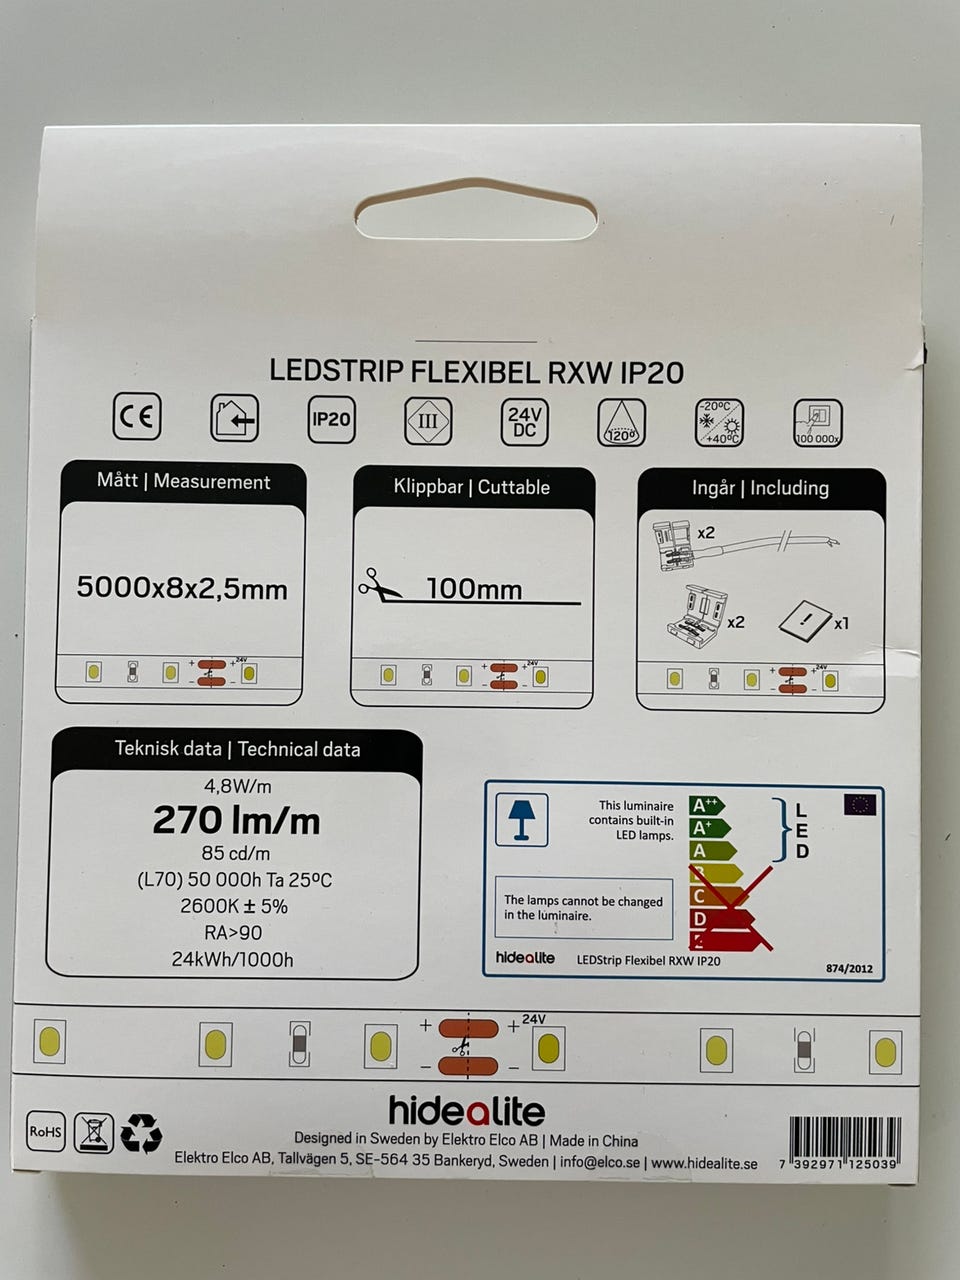 LEDSTRIP FLEXIBEL RXW IP20
CE
IP20
III
24V
DC
120°
-20ºC
+40ºC
100 000x
Mått | Measurement
5000x8x2,5mm
+ + 24V
- -
Klippbar | Cuttable
100mm
+ + 24V
- -
Ingår | Including
x2
x2
! x1
+ + 24V
- -
Teknisk data | Technical data
4,8W/m
270 lm/m
85 cd/m
(L70) 50 000h Ta 25ºC
2600K ± 5%
RA>90
24kWh/1000h
This luminaire
contains built-in
LED lamps.
A++
A+
A
B
C
D
E
L
E
D
The lamps cannot be changed
in the luminaire.
hidealite
LEDStrip Flexibel RXW IP20
874/2012
+ + 24V
- -
hidealite
RoHS
Designed in Sweden by Elektro Elco AB | Made in China
Elektro Elco AB, Tallvägen 5, SE-564 35 Bankeryd, Sweden | info@elco.se | www.hidealite.se
7 392971 125039